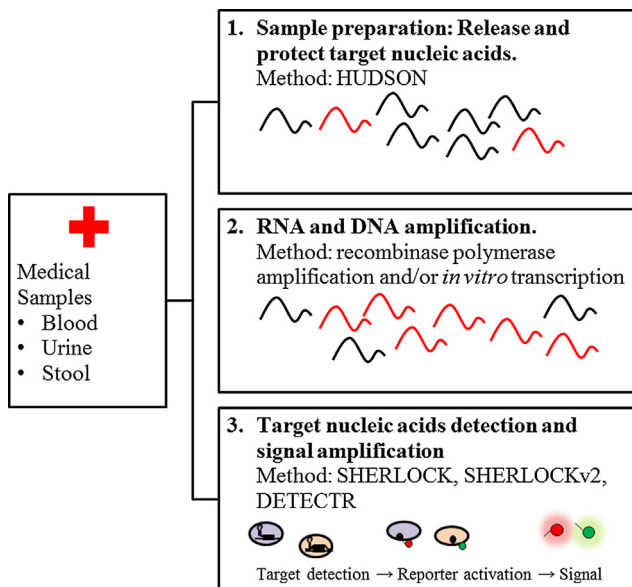 Medical
Samples
• Blood
• Urine
• Stool
1. Sample preparation: Release and
protect target nucleic acids.
Method: HUDSON
2. RNA and DNA amplification.
Method: recombinase polymerase
amplification and/or in vitro transcription
3. Target nucleic acids detection and
signal amplification
Method: SHERLOCK, SHERLOCKv2,
DETECTR
Target detection → Reporter activation → Signal